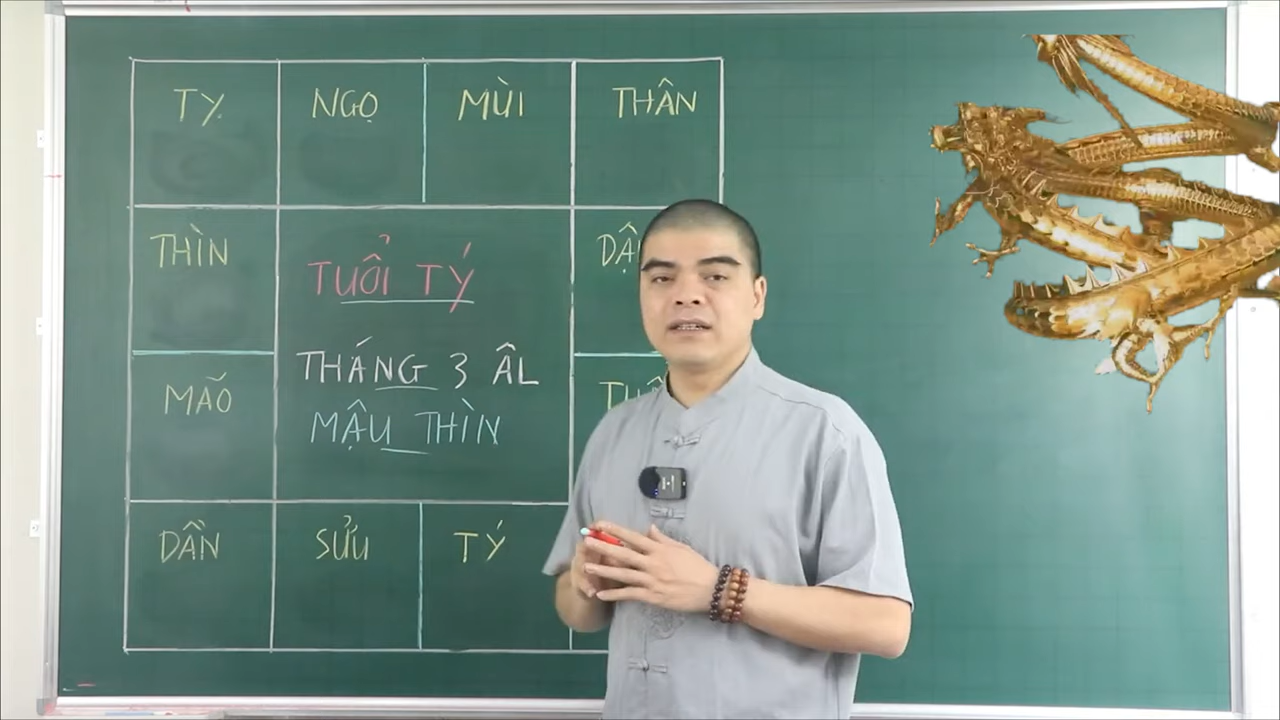 TỴ NGỌ MÙI THÂN
THÌN
TUỔI TÝ
MÃO
THÁNG 3 ÂL
MẬU THÌN
DẦN SỬU TÝ